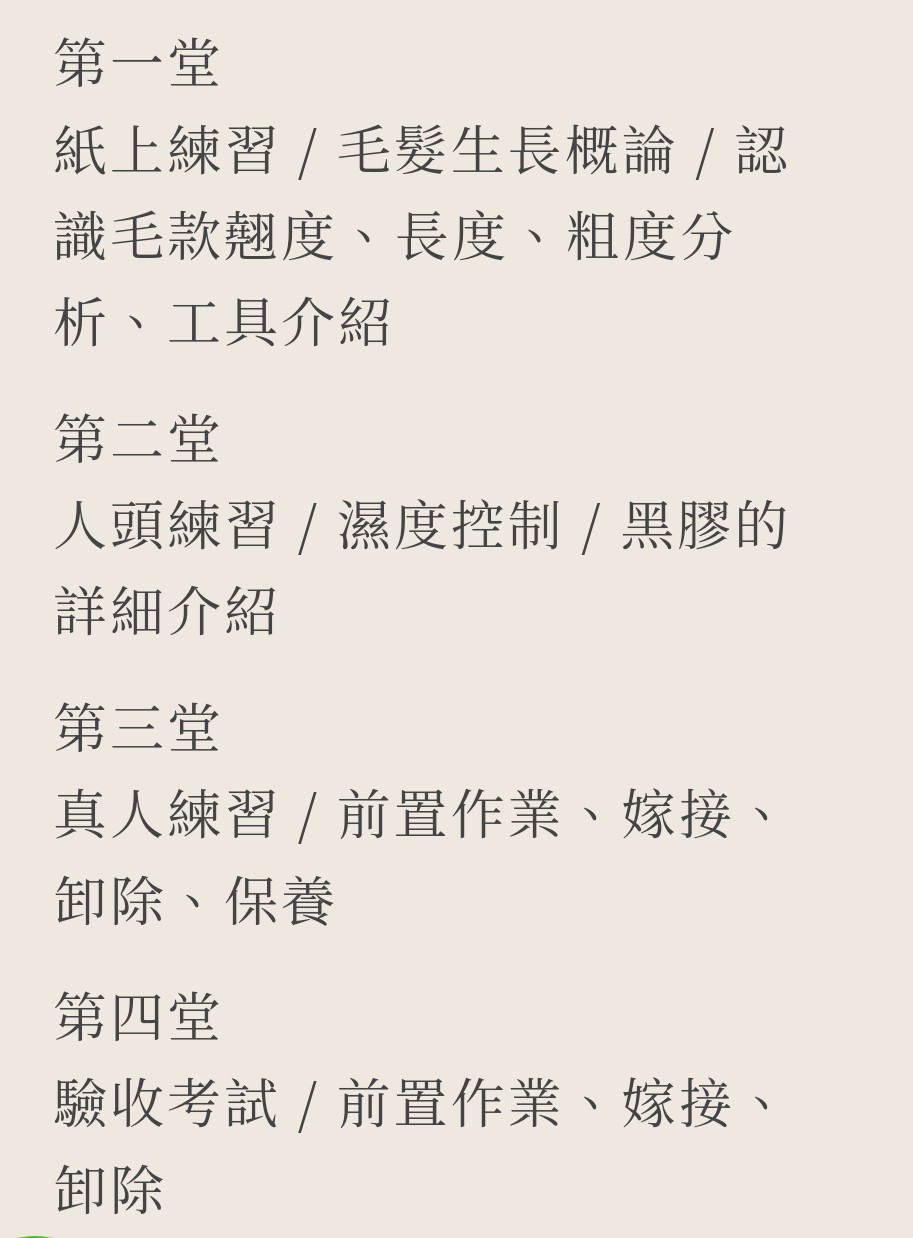 第一堂
紙上練習 / 毛髮生長概論 / 認
識毛款翹度、長度、粗度分
析、工具介紹
第二堂
人頭練習 / 濕度控制 / 黑膠的
詳細介紹
第三堂
真人練習 / 前置作業、嫁接、
卸除、保養
第四堂
驗收考試 / 前置作業、嫁接、
卸除